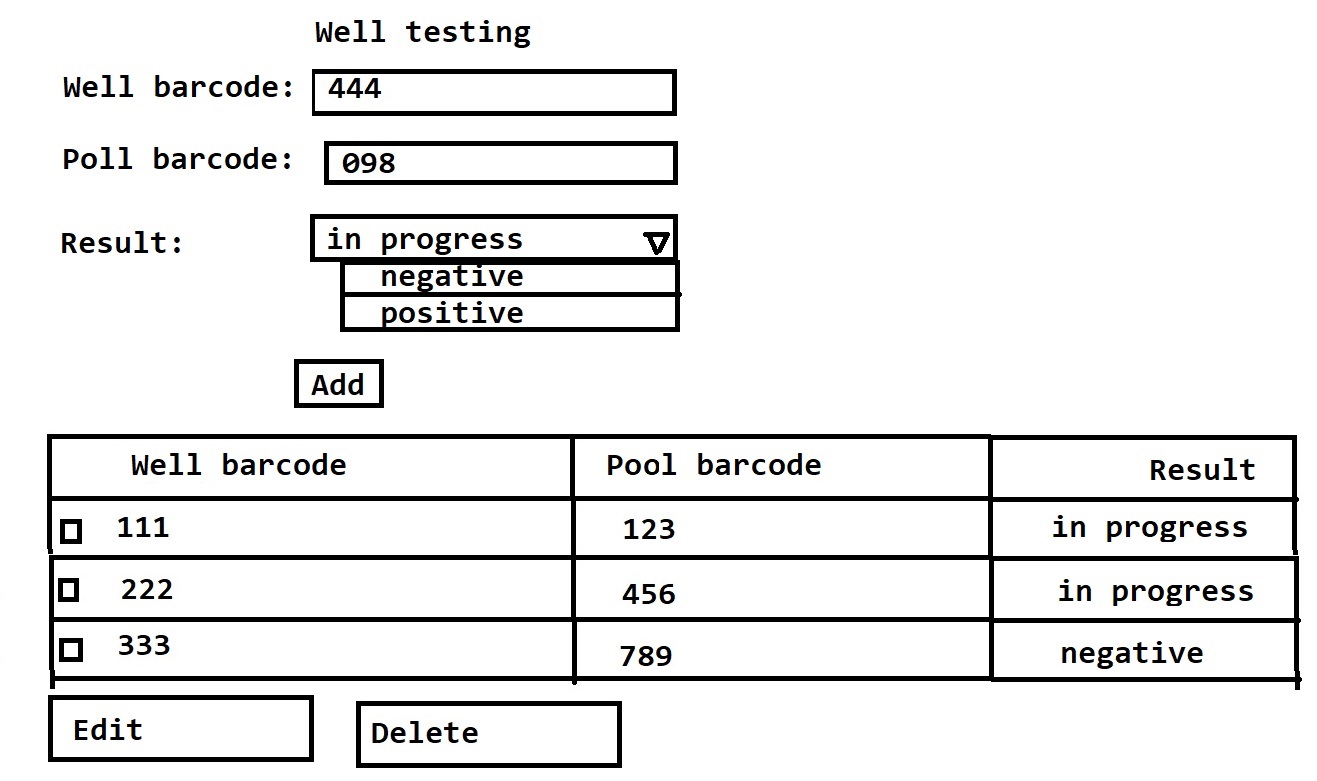 Well testing
Well barcode: 444
Poll barcode: 098
Result: in progress
negative
positive
Add
Well barcode Pool barcode Result
111 123 in progress
222 456 in progress
333 789 negative
Edit Delete